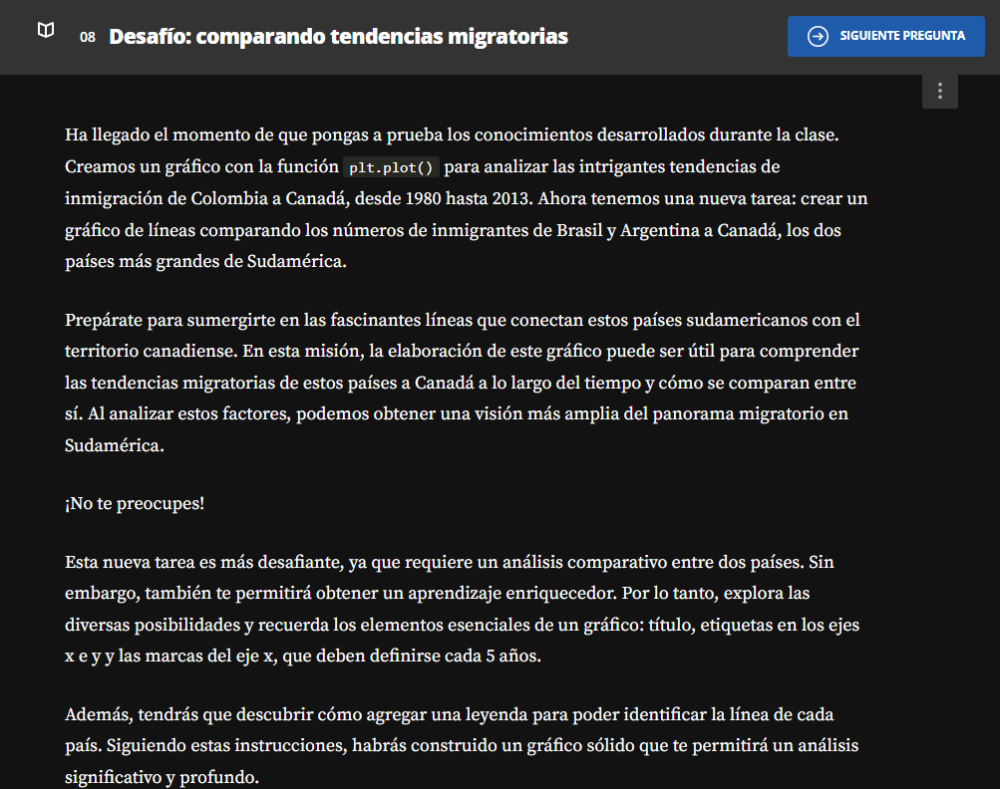 08 Desafío: comparando tendencias migratorias
SIGUIENTE PREGUNTA
Ha llegado el momento de que pongas a prueba los conocimientos desarrollados durante la clase.
Creamos un gráfico con la función plt.plot() para analizar las intrigantes tendencias de
inmigración de Colombia a Canadá, desde 1980 hasta 2013. Ahora tenemos una nueva tarea: crear un
gráfico de líneas comparando los números de inmigrantes de Brasil y Argentina a Canadá, los dos
países más grandes de Sudamérica.
Prepárate para sumergirte en las fascinantes líneas que conectan estos países sudamericanos con el
territorio canadiense. En esta misión, la elaboración de este gráfico puede ser útil para comprender
las tendencias migratorias de estos países a Canadá a lo largo del tiempo y cómo se comparan entre
sí. Al analizar estos factores, podemos obtener una visión más amplia del panorama migratorio en
Sudamérica.
¡No te preocupes!
Esta nueva tarea es más desafiante, ya que requiere un análisis comparativo entre dos países. Sin
embargo, también te permitirá obtener un aprendizaje enriquecedor. Por lo tanto, explora las
diversas posibilidades y recuerda los elementos esenciales de un gráfico: título, etiquetas en los ejes
x e y y las marcas del eje x, que deben definirse cada 5 años.
Además, tendrás que descubrir cómo agregar una leyenda para poder identificar la línea de cada
país. Siguiendo estas instrucciones, habrás construido un gráfico sólido que te permitirá un análisis
significativo y profundo.